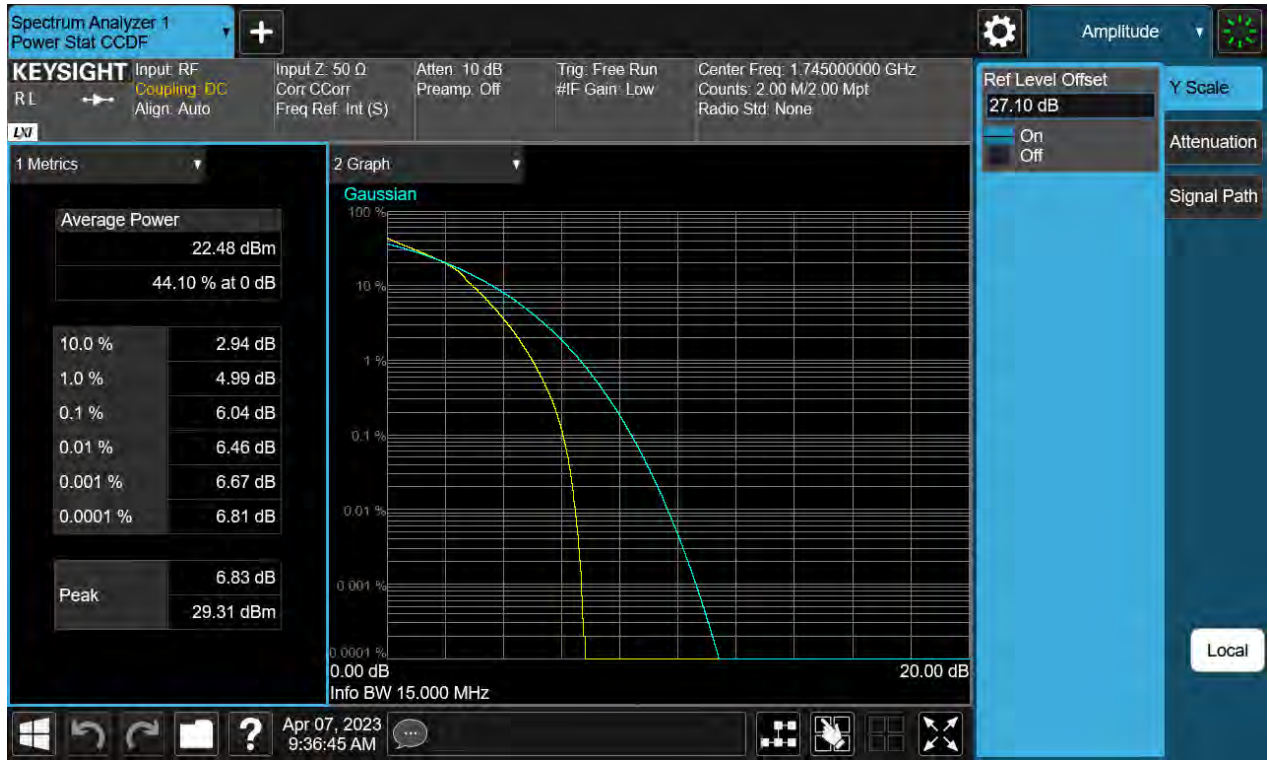 Spectrum Analyzer 1
Power Stat CCDF
+
Amplitude
KEYSIGHT
RL
LXI
Input: RF
Coupling: DC
Align: Auto
Input Z: 50 Ω
Corr CCorr
Freq Ref: Int (S)
Atten: 10 dB
Preamp: Off
Trig: Free Run
#IF Gain: Low
Center Freq: 1.745000000 GHz
Counts: 2.00 M/2.00 Mpt
Radio Std: None
Ref Level Offset
27.10 dB
On
Off
Y Scale
Attenuation
Signal Path
Local
1 Metrics
Average Power
22.48 dBm
44.10 % at 0 dB
10.0 % 2.94 dB
1.0 % 4.99 dB
0.1 % 6.04 dB
0.01 % 6.46 dB
0.001 % 6.67 dB
0.0001 % 6.81 dB
Peak
6.83 dB
29.31 dBm
2 Graph
Gaussian
100 %
10 %
1 %
0.1 %
0.01 %
0.001 %
0.0001 %
0.00 dB
20.00 dB
Info BW 15.000 MHz
?
Apr 07, 2023
9:36:45 AM